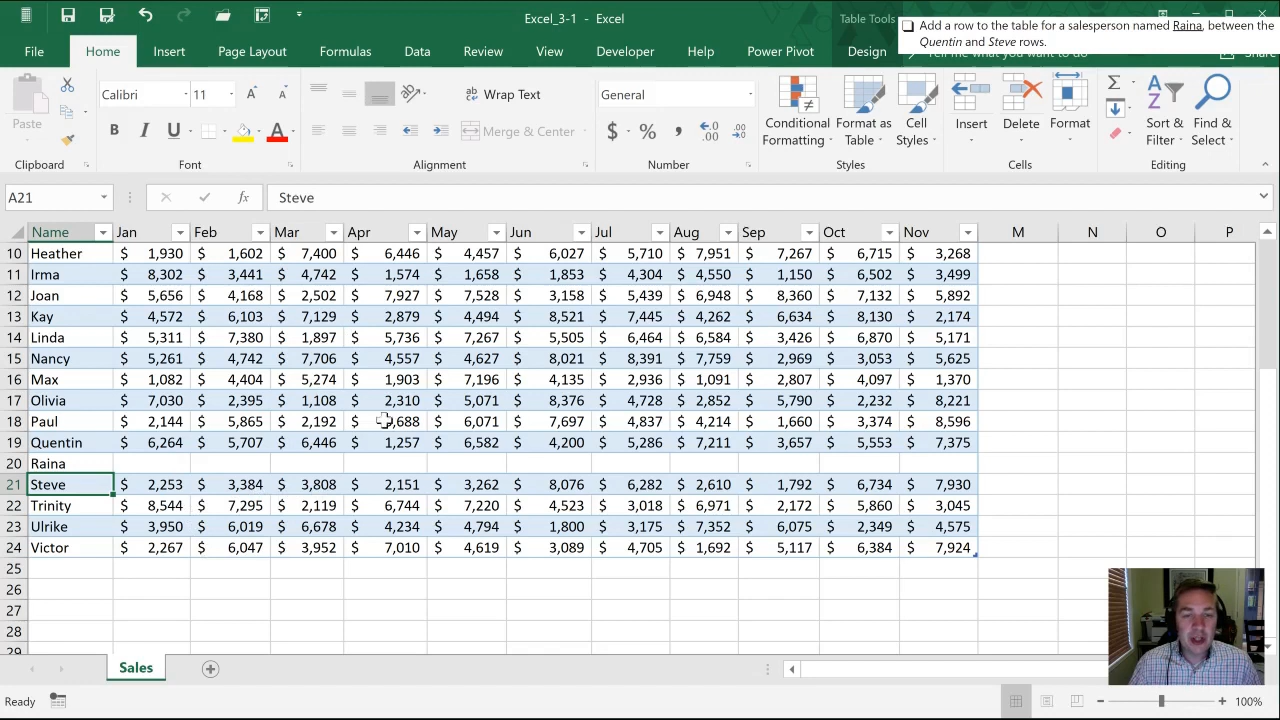 Excel_3-1 - Excel
Table Tools
Add a row to the table for a salesperson named Raina, between the
Quentin and Steve rows.
File Home Insert Page Layout Formulas Data Review View Developer Help Power Pivot Design
Paste
Calibri 11
B I U
Wrap Text
Merge & Center
General
$ % ,
Conditional
Formatting
Format as
Table
Cell
Styles
Insert
Delete
Format
Sort &
Filter
Find &
Select
Clipboard Font Alignment Number Styles Cells Editing
A21 fx Steve
Name Jan Feb Mar Apr May Jun Jul Aug Sep Oct Nov M N O P
10 Heather $ 1,930 $ 1,602 $ 7,400 $ 6,446 $ 4,457 $ 6,027 $ 5,710 $ 7,951 $ 7,267 $ 6,715 $ 3,268
11 Irma $ 8,302 $ 3,441 $ 4,742 $ 1,574 $ 1,658 $ 1,853 $ 4,304 $ 4,550 $ 1,150 $ 6,502 $ 3,499
12 Joan $ 5,656 $ 4,168 $ 2,502 $ 7,927 $ 7,528 $ 3,158 $ 5,439 $ 6,948 $ 8,360 $ 7,132 $ 5,892
13 Kay $ 4,572 $ 6,103 $ 7,129 $ 2,879 $ 4,494 $ 8,521 $ 7,445 $ 4,262 $ 6,634 $ 8,130 $ 2,174
14 Linda $ 5,311 $ 7,380 $ 1,897 $ 5,736 $ 7,267 $ 5,505 $ 6,464 $ 6,584 $ 3,426 $ 6,870 $ 5,171
15 Nancy $ 5,261 $ 4,742 $ 7,706 $ 4,557 $ 4,627 $ 8,021 $ 8,391 $ 7,759 $ 2,969 $ 3,053 $ 5,625
16 Max $ 1,082 $ 4,404 $ 5,274 $ 1,903 $ 7,196 $ 4,135 $ 2,936 $ 1,091 $ 2,807 $ 4,097 $ 1,370
17 Olivia $ 7,030 $ 2,395 $ 1,108 $ 2,310 $ 5,071 $ 8,376 $ 4,728 $ 2,852 $ 5,790 $ 2,232 $ 8,221
18 Paul $ 2,144 $ 5,865 $ 2,192 $ $ 6,071 $ 7,697 $ 4,837 $ 4,214 $ 1,660 $ 3,374 $ 8,596
19 Quentin $ 6,264 $ 5,707 $ 6,446 $ 1,257 $ 6,582 $ 4,200 $ 5,286 $ 7,211 $ 3,657 $ 5,553 $ 7,375
20 Raina
21 Steve $ 2,253 $ 3,384 $ 3,808 $ 2,151 $ 3,262 $ 8,076 $ 6,282 $ 2,610 $ 1,792 $ 6,734 $ 7,930
22 Trinity $ 8,544 $ 7,295 $ 2,119 $ 6,744 $ 7,220 $ 4,523 $ 3,018 $ 6,971 $ 2,172 $ 5,860 $ 3,045
23 Ulrike $ 3,950 $ 6,019 $ 6,678 $ 4,234 $ 4,794 $ 1,800 $ 3,175 $ 7,352 $ 6,075 $ 2,349 $ 4,575
24 Victor $ 2,267 $ 6,047 $ 3,952 $ 7,010 $ 4,619 $ 3,089 $ 4,705 $ 1,692 $ 5,117 $ 6,384 $ 7,924
25
26
27
28
29
Sales
Ready
100%